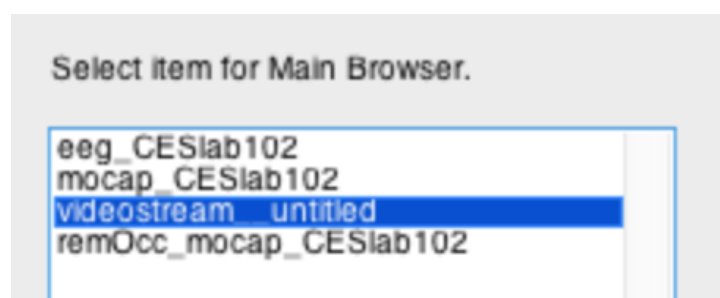 Select item for Main Browser.
eeg_CESlab102
mocap_CESlab102
videostream__untitled
remOcc_mocap_CESlab102